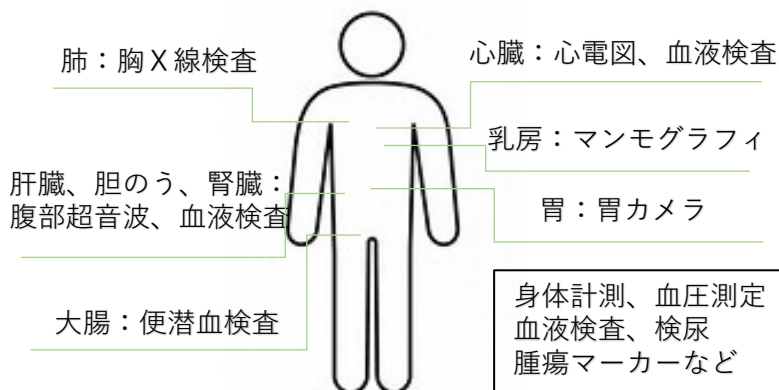 肺：胸Ｘ線検査
心臓：心電図、血液検査
乳房：マンモグラフィ
肝臓、胆のう、腎臓：
腹部超音波、血液検査
胃：胃カメラ
大腸：便潜血検査
身体計測、血圧測定
血液検査、検尿
腫瘍マーカーなど